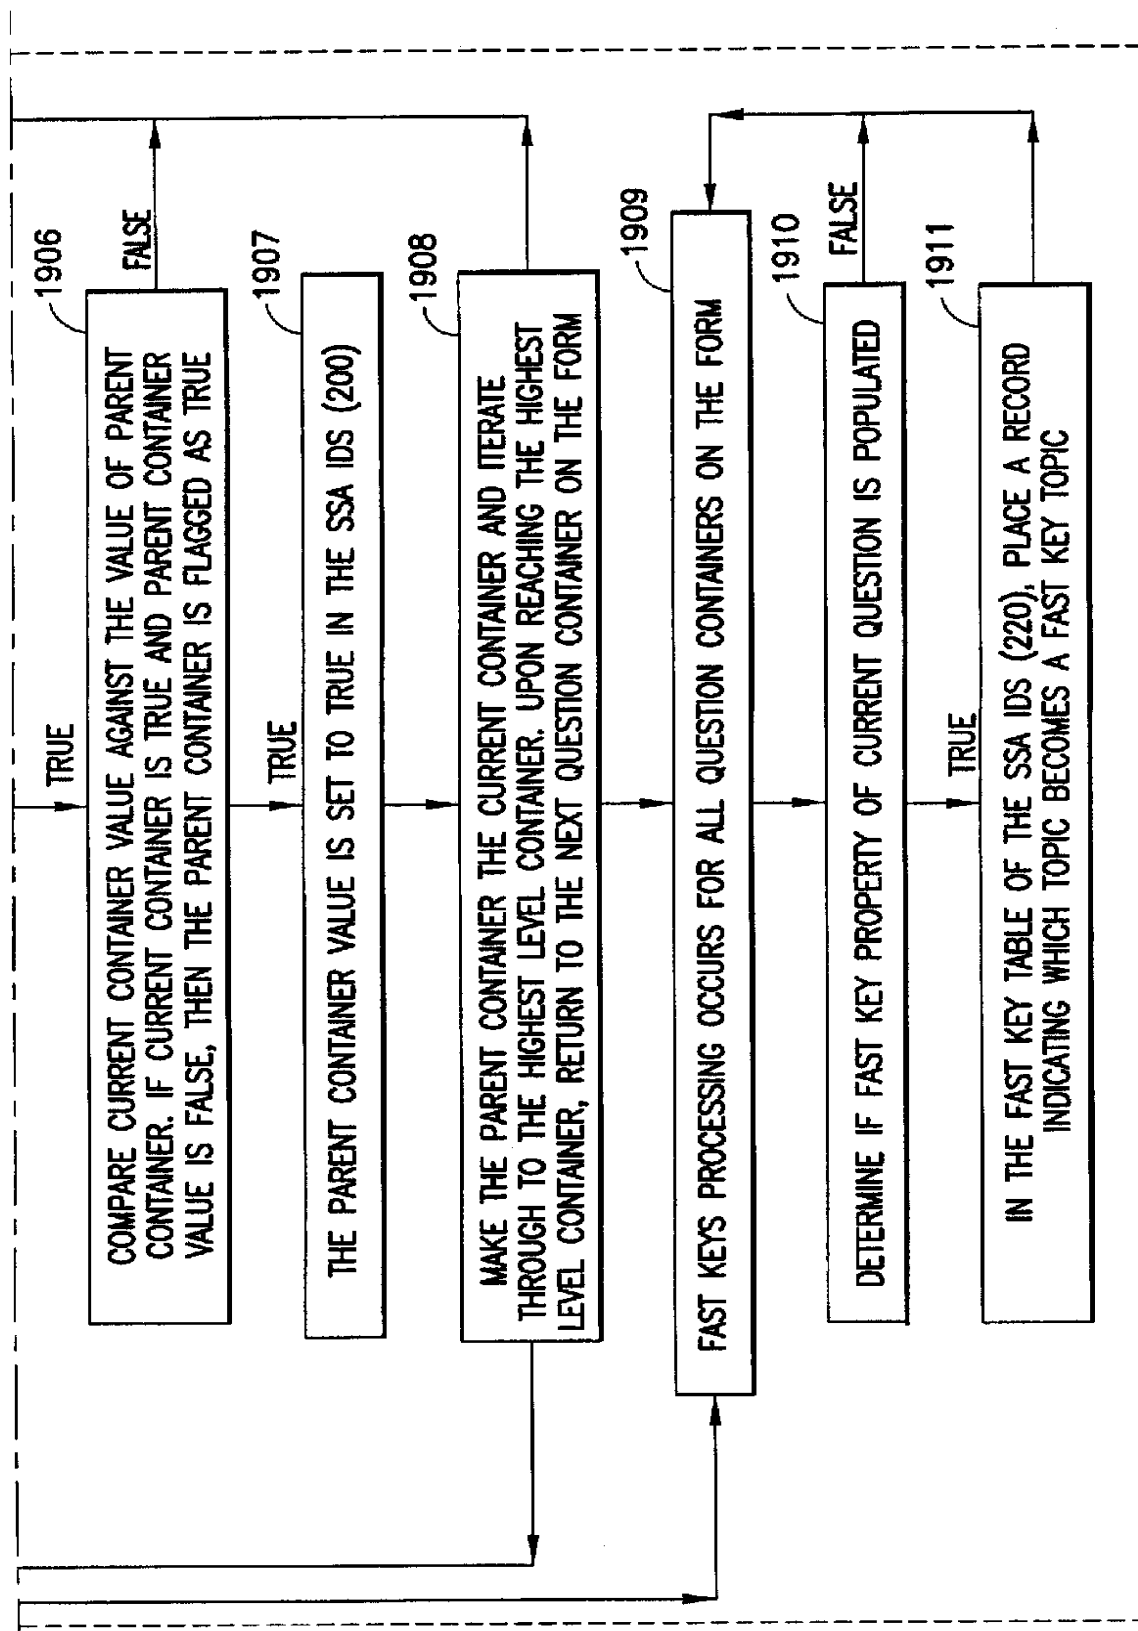 TRUE
1906
COMPARE CURRENT CONTAINER VALUE AGAINST THE VALUE OF PARENT
CONTAINER. IF CURRENT CONTAINER IS TRUE AND PARENT CONTAINER
VALUE IS FALSE, THEN THE PARENT CONTAINER IS FLAGGED AS TRUE
FALSE
TRUE
1907
THE PARENT CONTAINER VALUE IS SET TO TRUE IN THE SSA IDS (200)
1908
MAKE THE PARENT CONTAINER THE CURRENT CONTAINER AND ITERATE
THROUGH TO THE HIGHEST LEVEL CONTAINER. UPON REACHING THE HIGHEST
LEVEL CONTAINER, RETURN TO THE NEXT QUESTION CONTAINER ON THE FORM
1909
FAST KEYS PROCESSING OCCURS FOR ALL QUESTION CONTAINERS ON THE FORM
1910
DETERMINE IF FAST KEY PROPERTY OF CURRENT QUESTION IS POPULATED
FALSE
TRUE
1911
IN THE FAST KEY TABLE OF THE SSA IDS (220), PLACE A RECORD
INDICATING WHICH TOPIC BECOMES A FAST KEY TOPIC